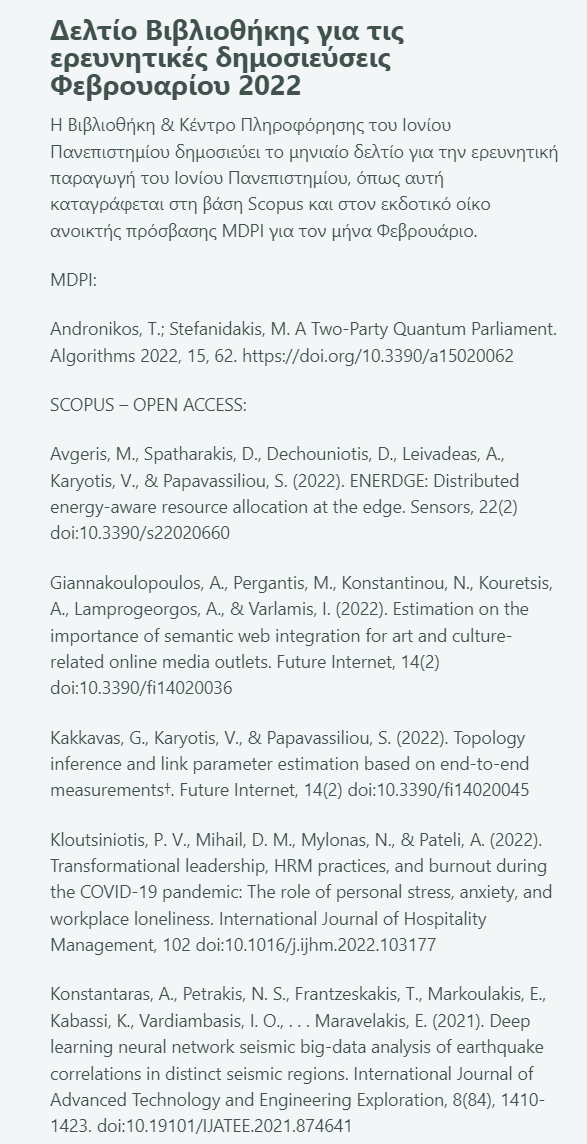 Δελτίο Βιβλιοθήκης για τις
ερευνητικές δημοσιεύσεις
Φεβρουαρίου 2022
Η Βιβλιοθήκη & Κέντρο Πληροφόρησης του Ιονίου
Πανεπιστημίου δημοσιεύει το μηνιαίο δελτίο για την ερευνητική
παραγωγή του Ιονίου Πανεπιστημίου, όπως αυτή
καταγράφεται στη βάση Scopus και στον εκδοτικό οίκο
ανοικτής πρόσβασης MDPI για τον μήνα Φεβρουάριο.
MDPI:
Andronikos, T.; Stefanidakis, M. A Two-Party Quantum Parliament.
Algorithms 2022, 15, 62. https://doi.org/10.3390/a15020062
SCOPUS – OPEN ACCESS:
Avgeris, M., Spatharakis, D., Dechouniotis, D., Leivadeas, A.,
Karyotis, V., & Papavassiliou, S. (2022). ENERDGE: Distributed
energy-aware resource allocation at the edge. Sensors, 22(2)
doi:10.3390/s22020660
Giannakoulopoulos, A., Pergantis, M., Konstantinou, N., Kouretsis,
A., Lamprogeorgos, A., & Varlamis, I. (2022). Estimation on the
importance of semantic web integration for art and culture-
related online media outlets. Future Internet, 14(2)
doi:10.3390/fi14020036
Kakkavas, G., Karyotis, V., & Papavassiliou, S. (2022). Topology
inference and link parameter estimation based on end-to-end
measurements†. Future Internet, 14(2) doi:10.3390/fi14020045
Kloutsiniotis, P. V., Mihail, D. M., Mylonas, N., & Pateli, A. (2022).
Transformational leadership, HRM practices, and burnout during
the COVID-19 pandemic: The role of personal stress, anxiety, and
workplace loneliness. International Journal of Hospitality
Management, 102 doi:10.1016/j.ijhm.2022.103177
Konstantaras, A., Petrakis, N. S., Frantzeskakis, T., Markoulakis, E.,
Kabassi, K., Vardiambasis, I. O., . . . Maravelakis, E. (2021). Deep
learning neural network seismic big-data analysis of earthquake
correlations in distinct seismic regions. International Journal of
Advanced Technology and Engineering Exploration, 8(84), 1410-
1423. doi:10.19101/IJATEE.2021.874641